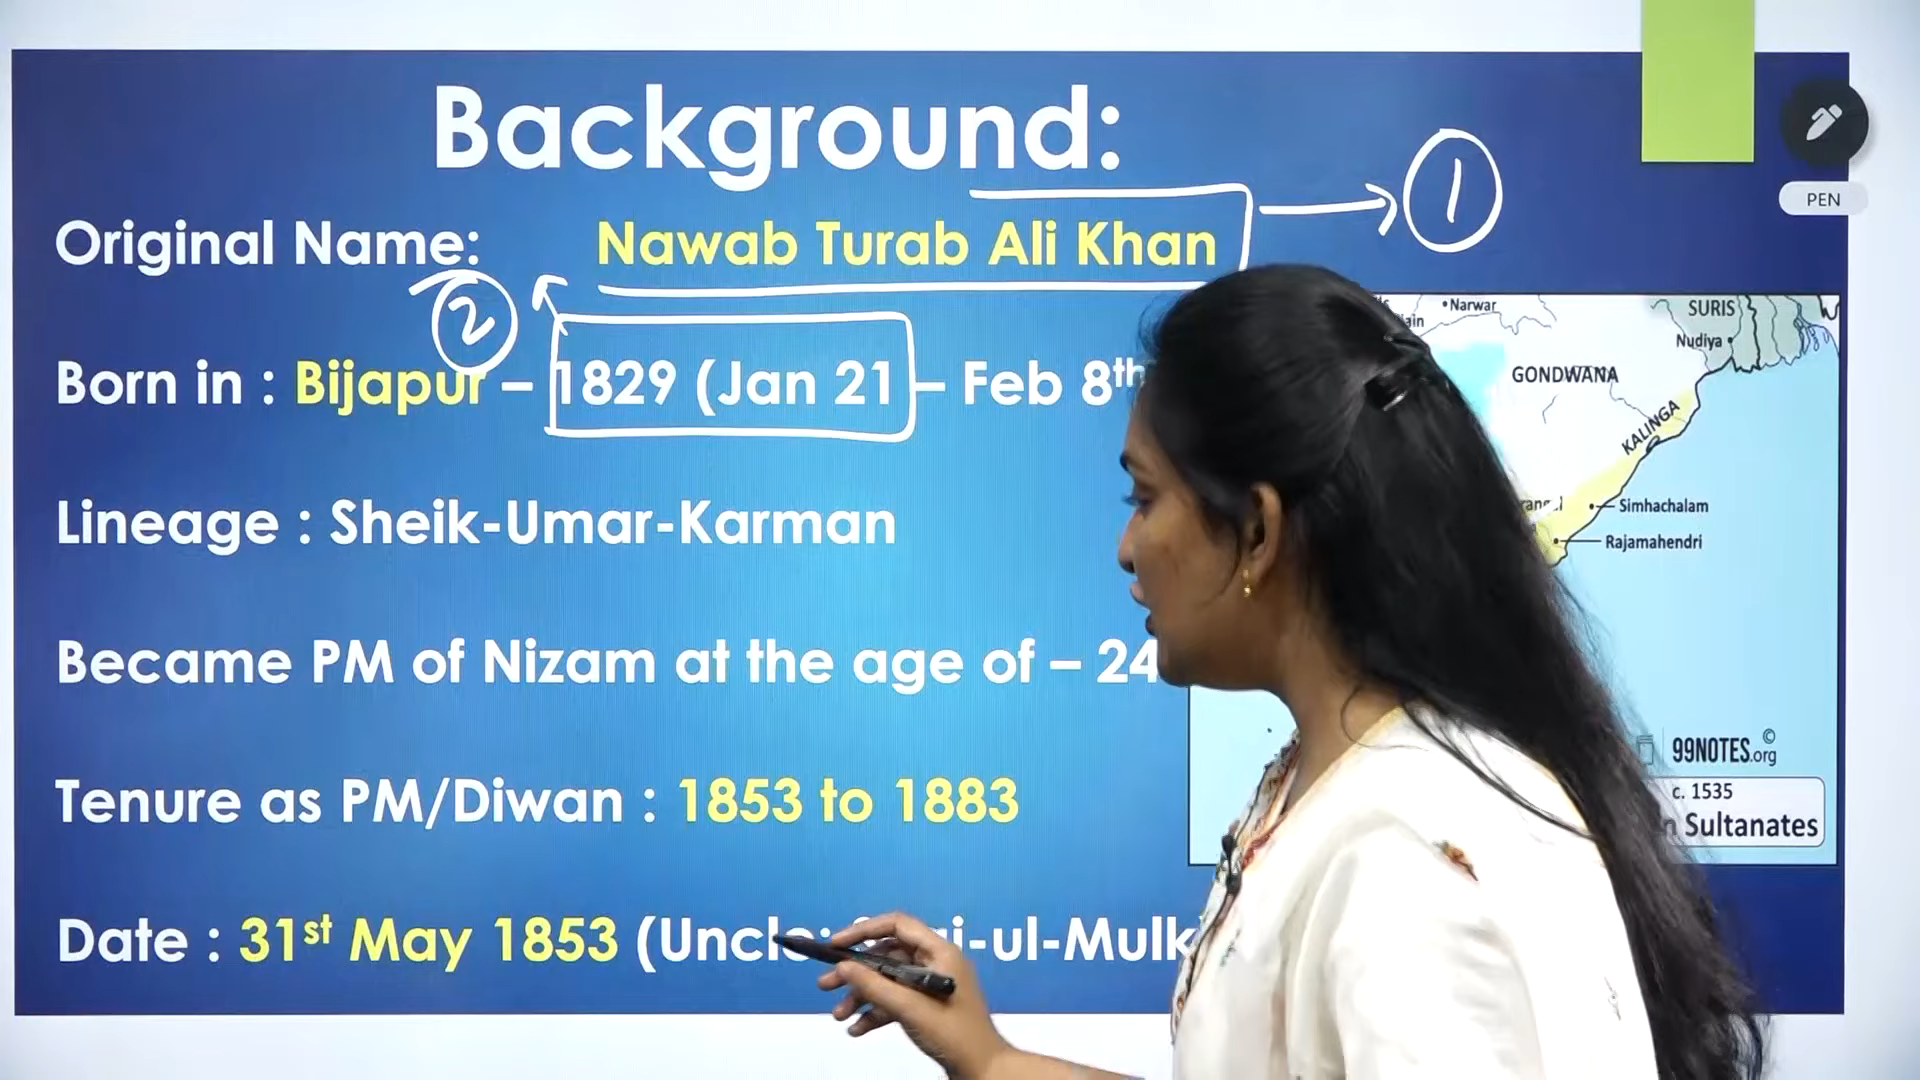 Background:
PEN
1
Original Name: Nawab Turab Ali Khan
2
Born in : Bijapur – 1829 (Jan 21 – Feb 8th
Lineage : Sheik-Umar-Karman
Became PM of Nizam at the age of – 24
Tenure as PM/Diwan : 1853 to 1883
Date : 31st May 1853 (Uncle: -ul-Mulk
Narwar
SURIS
Nudiya
GONDWANA
KALINGA
Simhachalam
Rajamahendri
99NOTES.org
©
c. 1535
Sultanates